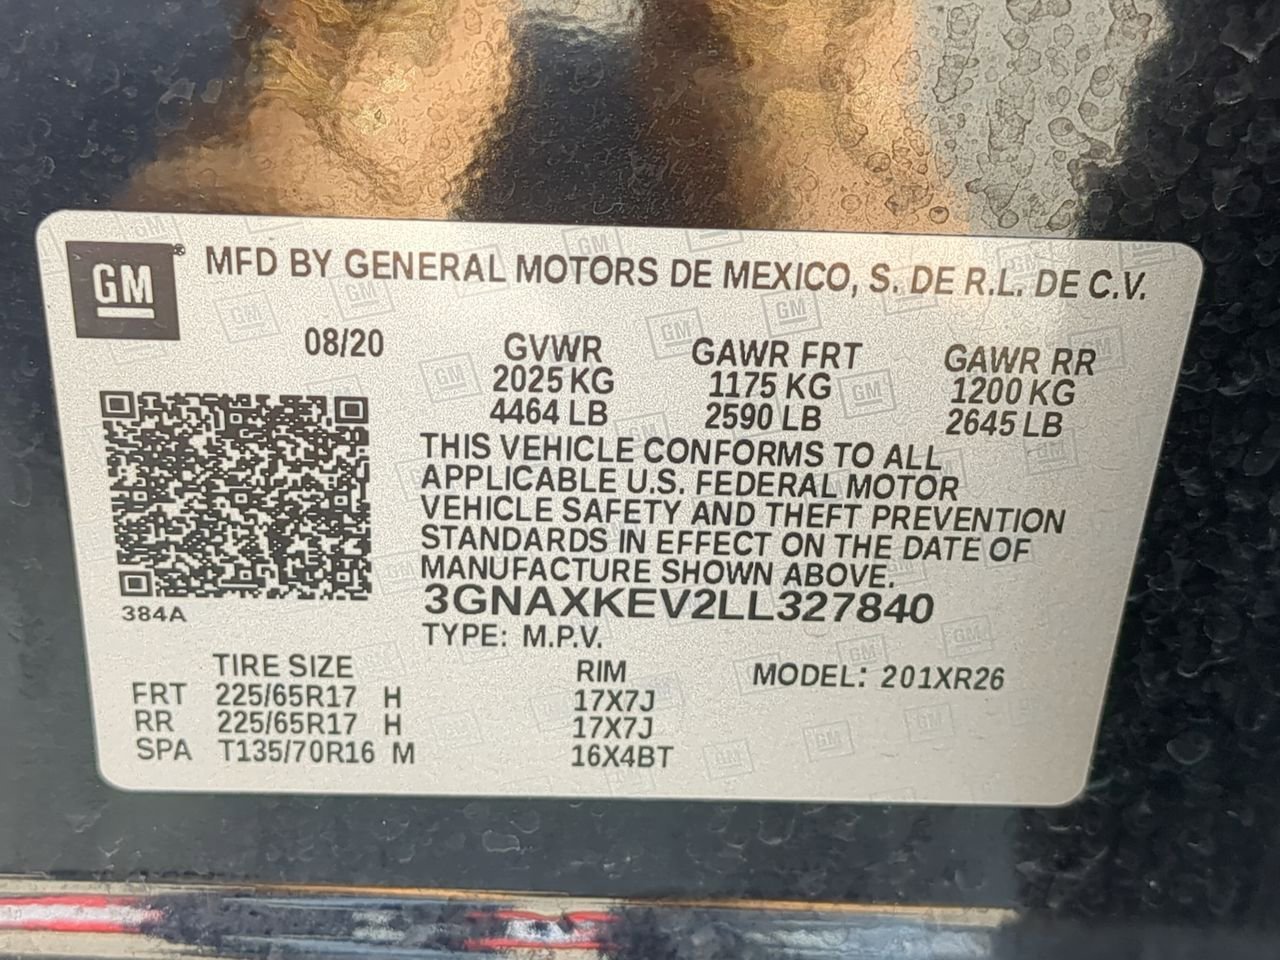 GM® MFD BY GENERAL MOTORS DE MEXICO, S. DE R.L. DE C.V.
08/20 GVWR GAWR FRT GAWR RR
2025 KG 1175 KG 1200 KG
4464 LB 2590 LB 2645 LB
THIS VEHICLE CONFORMS TO ALL
APPLICABLE U.S. FEDERAL MOTOR
VEHICLE SAFETY AND THEFT PREVENTION
STANDARDS IN EFFECT ON THE DATE OF
MANUFACTURE SHOWN ABOVE.
384A 3GNAXKEV2LL327840
TYPE: M.P.V.
TIRE SIZE RIM MODEL: 201XR26
FRT 225/65R17 H 17X7J
RR 225/65R17 H 17X7J
SPA T135/70R16 M 16X4BT